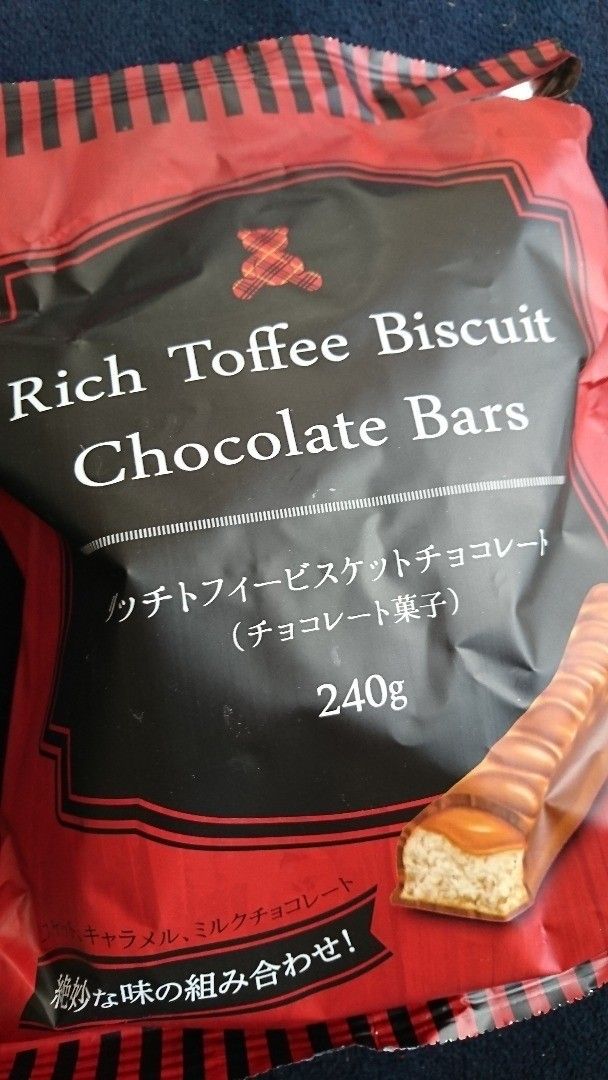 Rich Toffee Biscuit
Chocolate Bars
リッチトフィービスケットチョコレート
(チョコレート菓子)
240g
キャラメル、ミルクチョコレート
絶妙な味の組み合わせ!